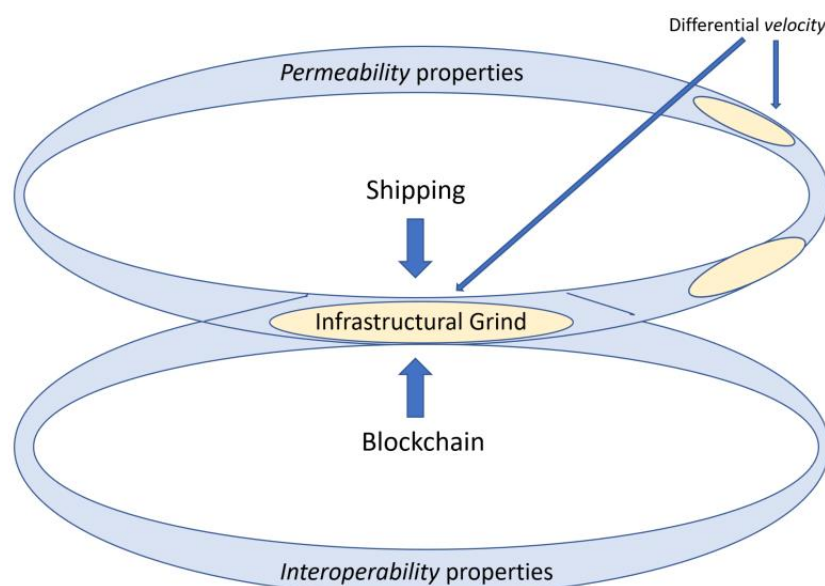 Differential velocity
Permeability properties
Shipping
Infrastructural Grind
Blockchain
Interoperability properties